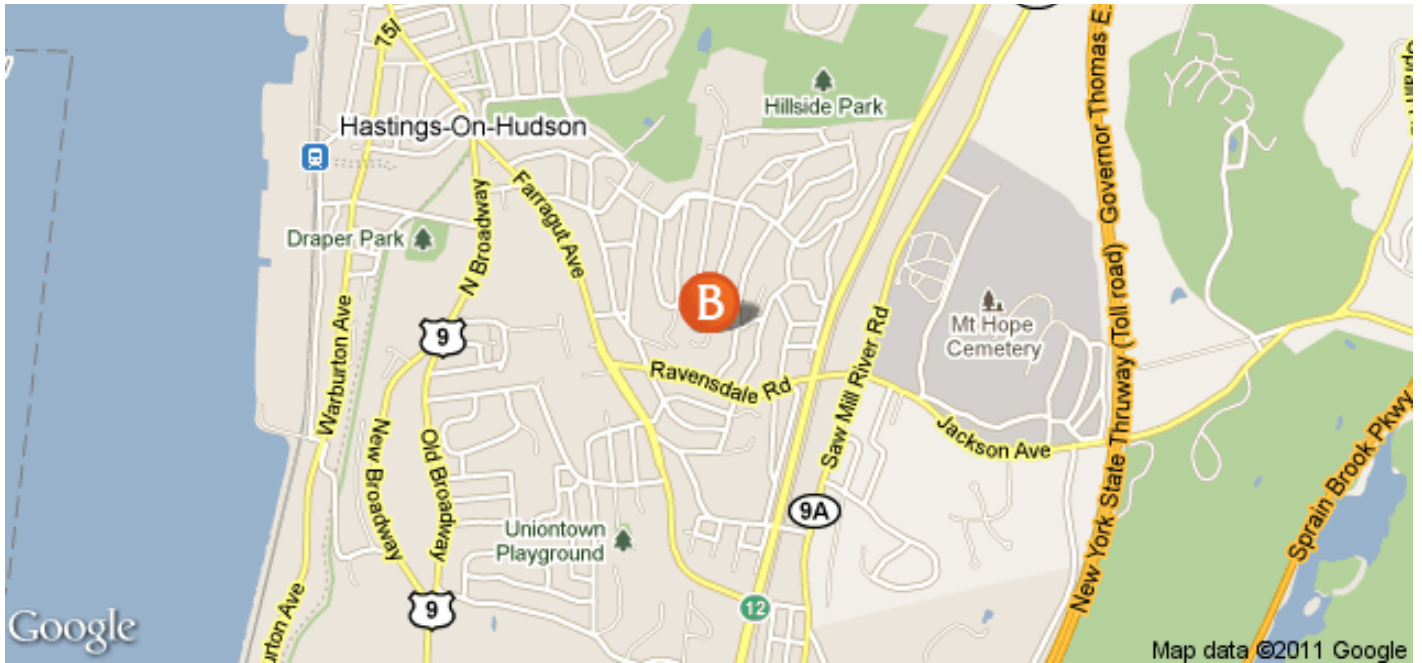 15/
Hillside Park
Hastings-On-Hudson
Farragut Ave
N Broadway
Draper Park
New York State Thruway (Toll road)
Governor Thomas E.
B
Warburton Ave
9
Mt Hope
Cemetery
Saw Mill River Rd
Ravensdale Rd
Jackson Ave
New Broadway
Old Broadway
Sprain Brook Pkwy
9A
Uniontown
Playground
12
9
urton Ave
Google
Map data ©2011 Google